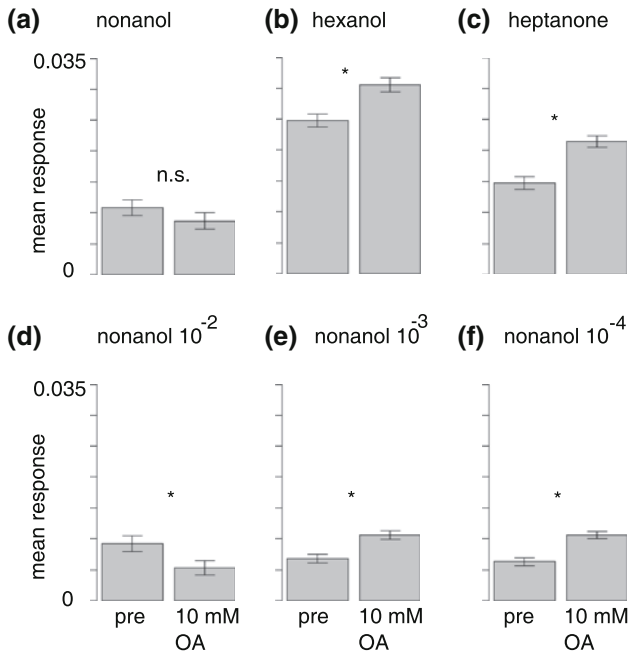 (a) nonanol (b) hexanol (c) heptanone
0.035
* *
n.s.
mean response
0
(d) nonanol 10-2 (e) nonanol 10-3 (f) nonanol 10-4
0.035
* * *
mean response
0
pre 10 mM pre 10 mM pre 10 mM
OA OA OA